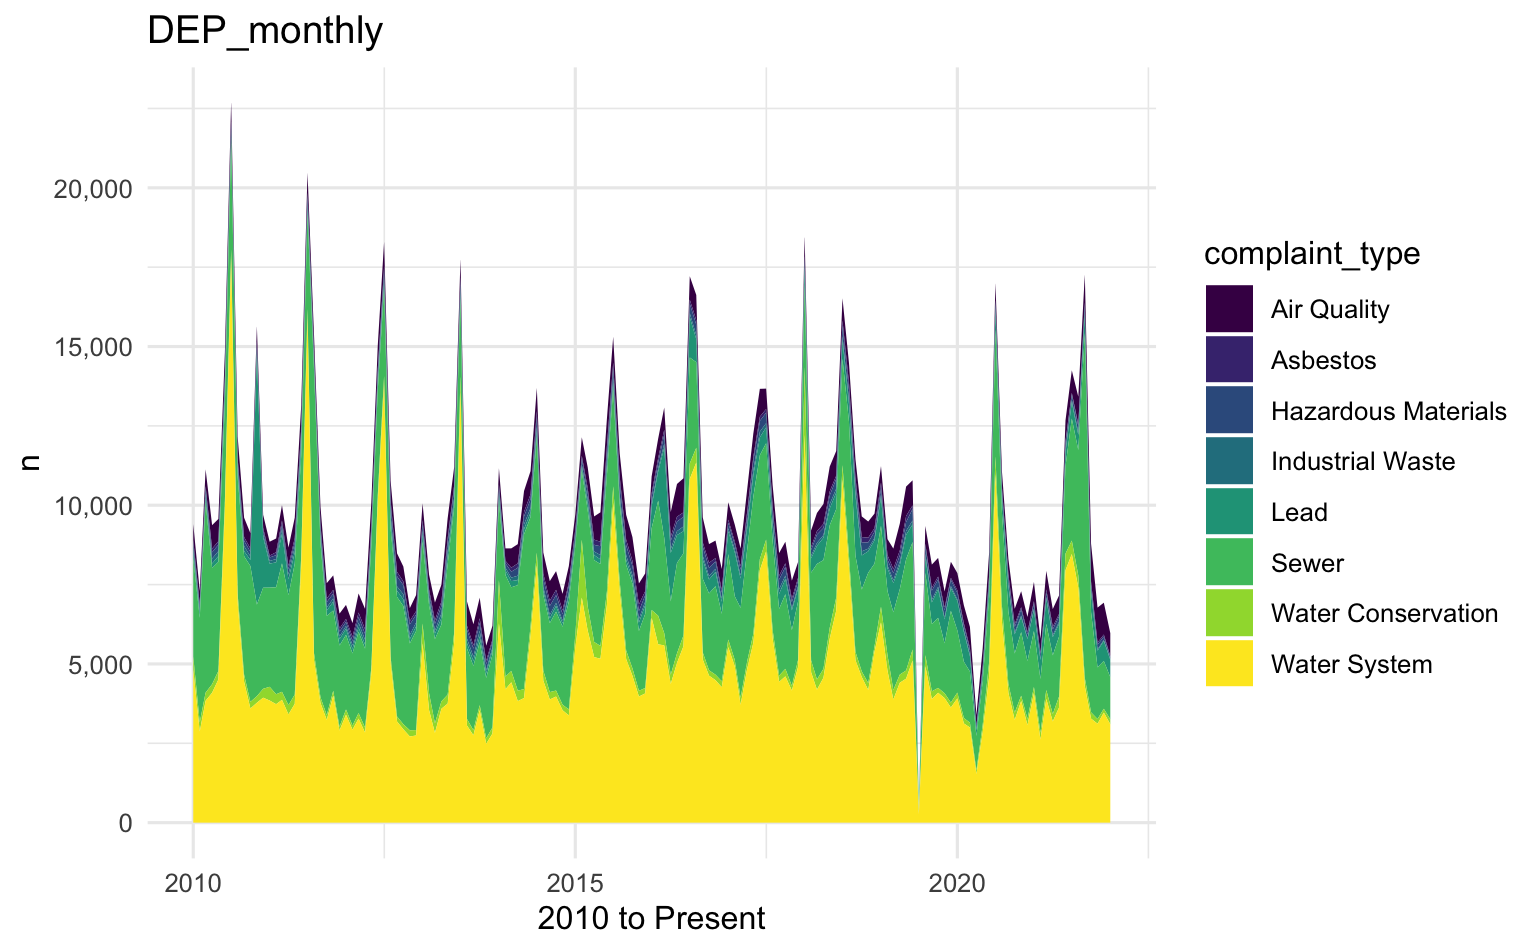 DEP_monthly
20,000
15,000
10,000
5,000
0
n
2010
2015
2020
2010 to Present
complaint_type
Air Quality
Asbestos
Hazardous Materials
Industrial Waste
Lead
Sewer
Water Conservation
Water System